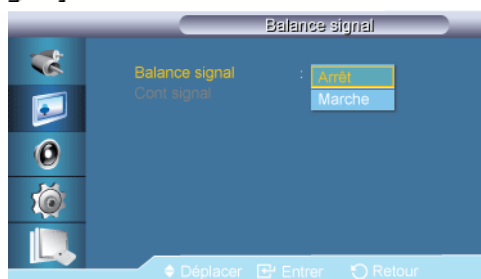 Balance signal
Balance signal : Arrêt
Cont signal Marche
Déplacer Entrer Retour